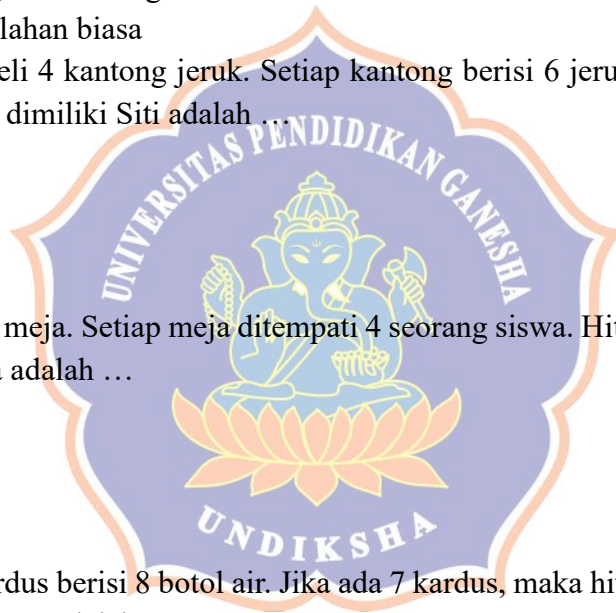 lahan biasa
eli 4 kantong jeruk. Setiap kantong berisi 6 jeru
dimiliki Siti adalah …
UNIVERSITAS PENDIDIKAN GANESHA
meja. Setiap meja ditempati 4 seorang siswa. Hit
adalah …
UNDIKSHA
rdus berisi 8 botol air. Jika ada 7 kardus, maka hi